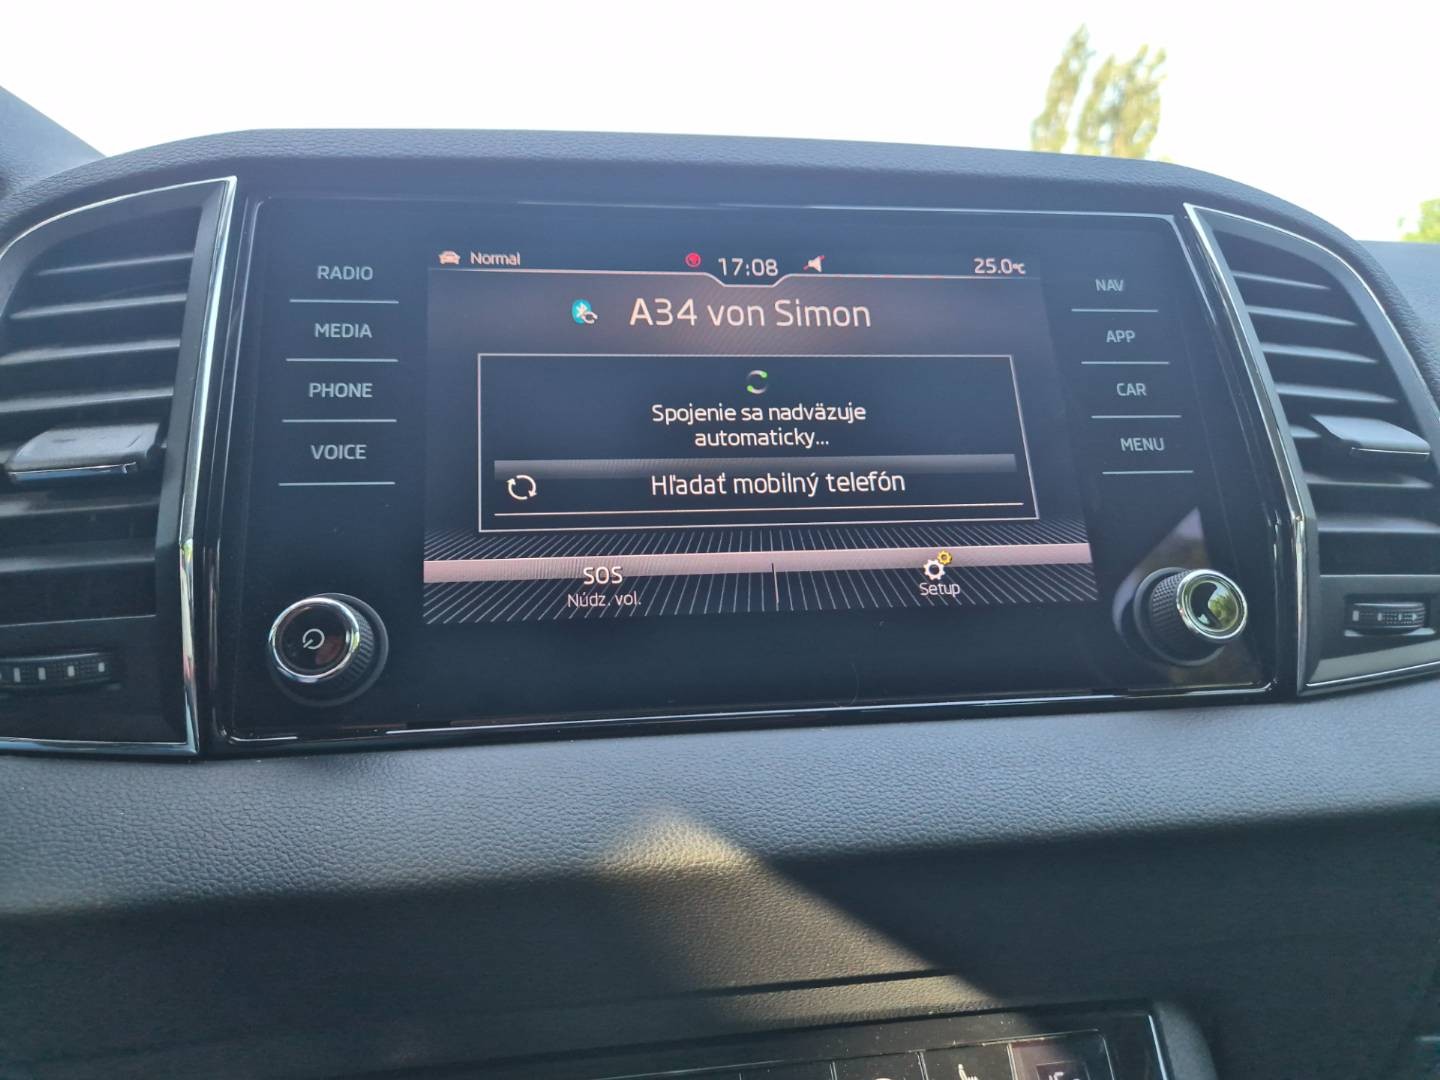 RADIO
MEDIA
PHONE
VOICE
Normal
17:08
25.0°C
A34 von Simon
Spojenie sa nadväzuje
automaticky...
Hľadať mobilný telefón
SOS
Núdz. vol.
Setup
NAV
APP
CAR
MENU